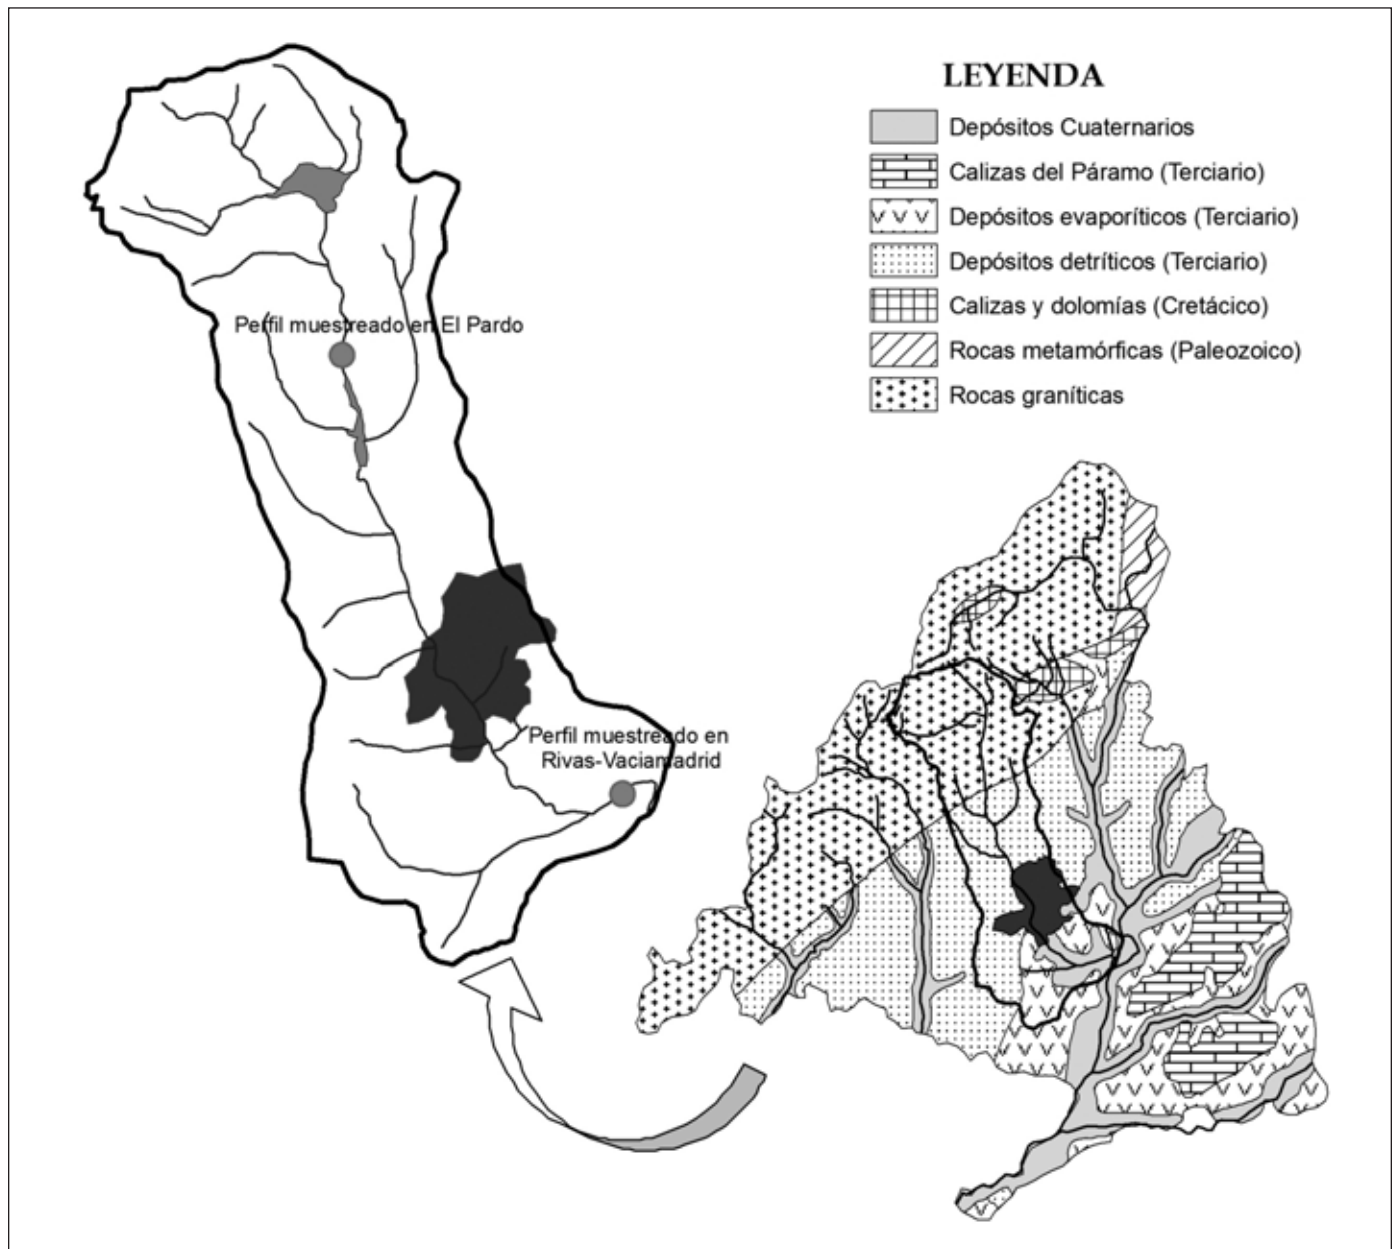 LEYENDA
Depósitos Cuaternarios
Calizas del Páramo (Terciario)
Depósitos evaporíticos (Terciario)
Depósitos detríticos (Terciario)
Calizas y dolomías (Cretácico)
Rocas metamórficas (Paleozoico)
Rocas graníticas
Perfil muestreado en El Pardo
Perfil muestreado en
Rivas-Vaciamadrid